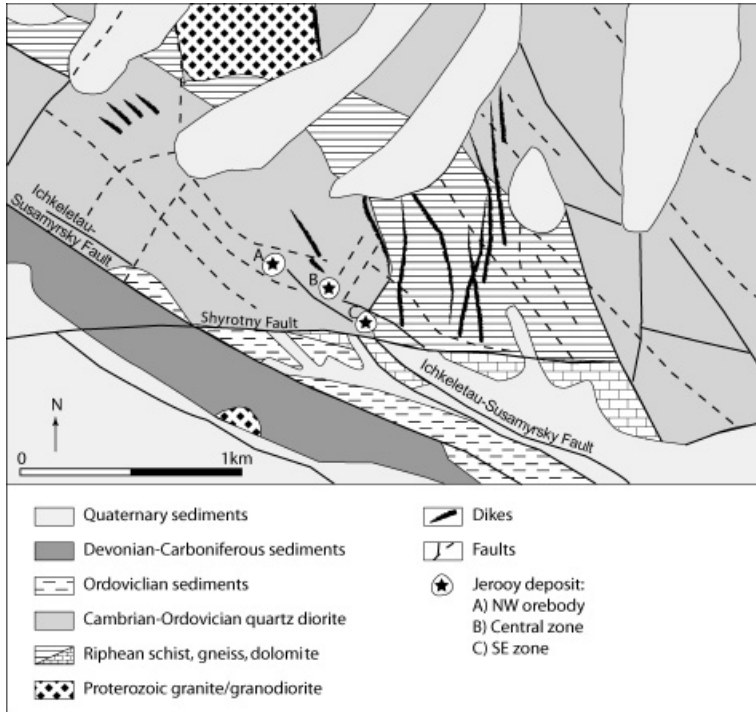 Ichkeletau-
Susamyrsky Fault
A
B
Shyrotny Fault
Ichkeletau-Susamyrsky Fault
N
0
1km
Quaternary sediments
Devonian-Carboniferous sediments
Ordoviclian sediments
Cambrian-Ordovician quartz diorite
Riphean schist, gneiss, dolomite
Proterozoic granite/granodiorite
Dikes
Faults
Jerooy deposit:
A) NW orebody
B) Central zone
C) SE zone